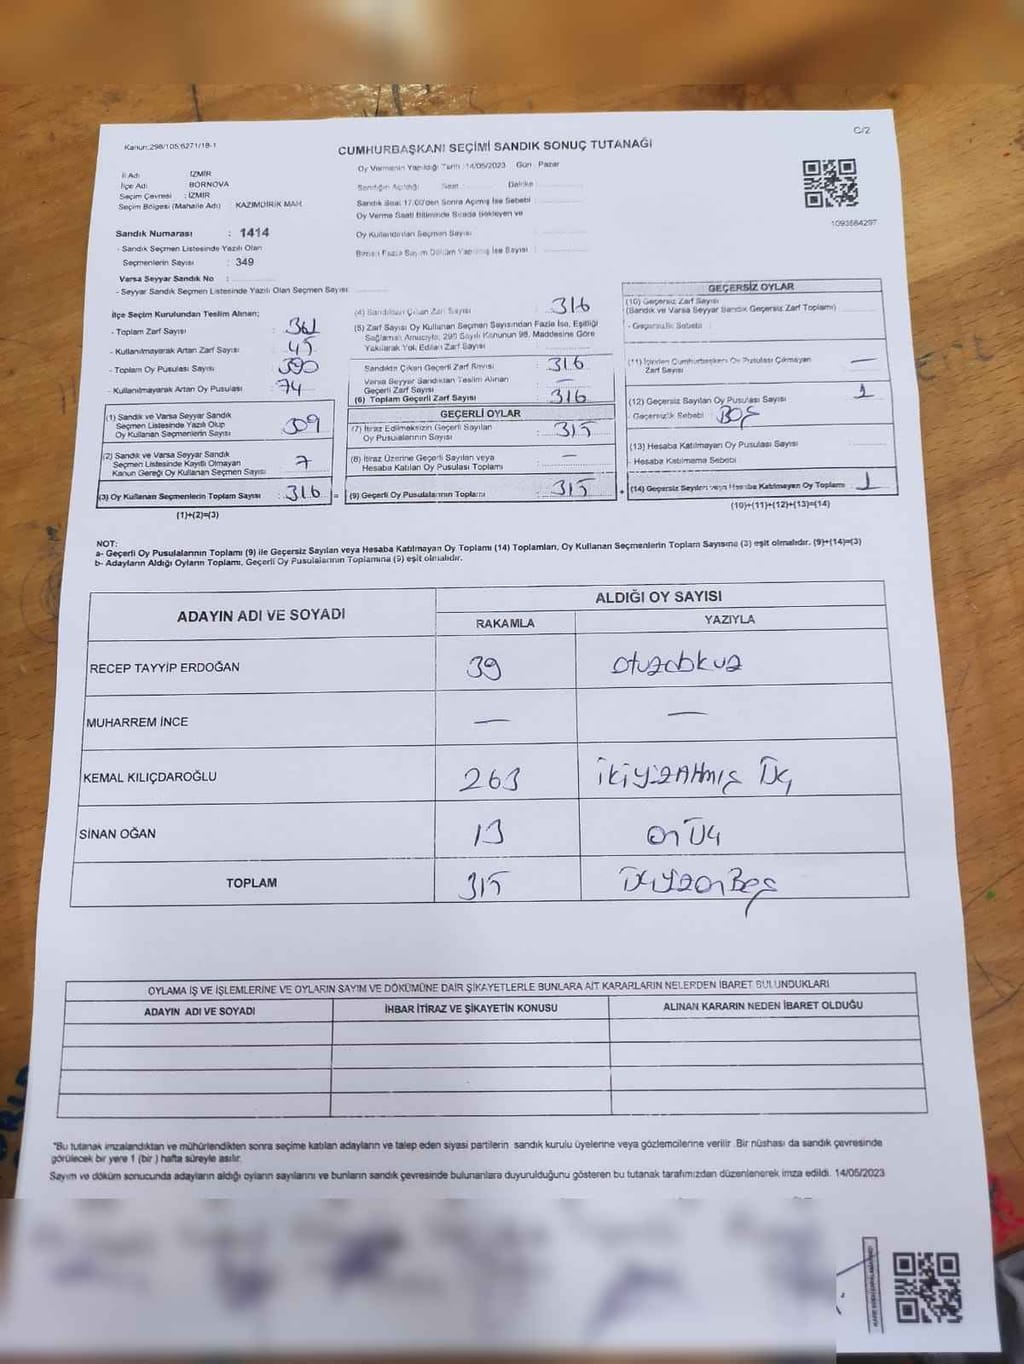 C/2
Kanun:298/105;6271/18-1
CUMHURBAŞKANI SEÇİMİ SANDIK SONUÇ TUTANAĞI
Oy Vermenin Yapıldığı Tarih :14/05/2023 Gün Pazar
İl Adı : İZMİR
İlçe Adı BORNOVA
Seçim Çevresi : İZMİR
Seçim Bölgesi (Mahalle Adı) : KAZIMDİRİK MAH.
Sandık Numarası : 1414
- Sandık Seçmen Listesinde Yazılı Olan
Seçmenlerin Sayısı : 349
Varsa Seyyar Sandık No :
- Seyyar Sandık Seçmen Listesinde Yazılı Olan Seçmen Sayısı:
Sandığın Açıldığı Saat : Dakika :
Sandık Saat 17.00'den Sonra Açılmış İse Sebebi :
Oy Verme Saati Bitiminde Sırada Bekleyen ve
Oy Kullandırılan Seçmen Sayısı :
Birden Fazla Sayım Döküm Yapılmış İse Sayısı :
1093664297
İlçe Seçim Kurulundan Teslim Alınan;
- Toplam Zarf Sayısı : 361
- Kullanılmayarak Artan Zarf Sayısı : 45
- Toplam Oy Pusulası Sayısı : 390
- Kullanılmayarak Artan Oy Pusulası : 74
(1) Sandık ve Varsa Seyyar Sandık
Seçmen Listesinde Yazılı Olup
Oy Kullanan Seçmenlerin Sayısı : 309
(2) Sandık ve Varsa Seyyar Sandık
Seçmen Listesinde Kayıtlı Olmayan
Kanun Gereği Oy Kullanan Seçmen Sayısı : 7
(3) Oy Kullanan Seçmenlerin Toplam Sayısı : 316
(1)+(2)=(3)
(4) Sandıktan Çıkan Zarf Sayısı : 316
(5) Zarf Sayısı Oy Kullanan Seçmen Sayısından Fazla İse, Eşitliği
Sağlamak Amacıyla, 298 Sayılı Kanunun 98. Maddesine Göre
Yakılarak Yok Edilen Zarf Sayısı
Sandıkta Çıkan Geçerli Zarf Sayısı : 316
Varsa Seyyar Sandıktan Teslim Alınan
Geçerli Zarf Sayısı : —
(6) Toplam Geçerli Zarf Sayısı : 316
GEÇERLİ OYLAR
(7) İtiraz Edilmeksizin Geçerli Sayılan
Oy Pusulalarının Sayısı : 315
(8) İtiraz Üzerine Geçerli Sayılan veya
Hesaba Katılan Oy Pusulası Toplamı : —
(9) Geçerli Oy Pusulalarının Toplamı : 315
GEÇERSİZ OYLAR
(10) Geçersiz Zarf Sayısı
(Sandık ve Varsa Seyyar Sandık Geçersiz Zarf Toplamı)
- Geçersizlik Sebebi :
(11) İçinden Cumhurbaşkanı Oy Pusulası Çıkmayan
Zarf Sayısı —
(12) Geçersiz Sayılan Oy Pusulası Sayısı : 1
- Geçersizlik Sebebi : BOŞ
(13) Hesaba Katılmayan Oy Pusulası Sayısı
- Hesaba Katılmama Sebebi
(14) Geçersiz Sayılan veya Hesaba Katılmayan Oy Toplamı : 1
(10)+(11)+(12)+(13)=(14)
NOT:
a- Geçerli Oy Pusulalarının Toplamı (9) ile Geçersiz Sayılan veya Hesaba Katılmayan Oy Toplamı (14) Toplamları, Oy Kullanan Seçmenlerin Toplam Sayısına (3) eşit olmalıdır. (9)+(14)=(3)
b- Adayların Aldığı Oyların Toplamı, Geçerli Oy Pusulalarının Toplamına (9) eşit olmalıdır.
ADAYIN ADI VE SOYADI
ALDIĞI OY SAYISI
RAKAMLA YAZIYLA
RECEP TAYYİP ERDOĞAN 39 otuzdokuz
MUHARREM İNCE — —
KEMAL KILIÇDAROĞLU 263 ikiyüzAltmış Üç
SİNAN OĞAN 13 on Üç
TOPLAM 315 üçyüzonBeş
OYLAMA İŞ VE İŞLEMLERİNE VE OYLARIN SAYIM VE DÖKÜMÜNE DAİR ŞİKAYETLERLE BUNLARA AİT KARARLARIN NELERDEN İBARET BULUNDUKLARI
ADAYIN ADI VE SOYADI İHBAR İTİRAZ VE ŞİKAYETİN KONUSU ALINAN KARARIN NEDEN İBARET OLDUĞU
"Bu tutanak imzalandıktan ve mühürlendikten sonra seçime katılan adayların ve talep eden siyasi partilerin sandık kurulu üyelerine veya gözlemcilerine verilir. Bir nüshası da sandık çevresinde
görülecek bir yere 1 (bir) hafta süreyle asılır.
Sayım ve döküm sonucunda adayların aldığı oyların sayılarını ve bunların sandık çevresinde bulunanlara duyurulduğunu gösteren bu tutanak tarafımızdan düzenlenerek imza edildi. 14/05/2023